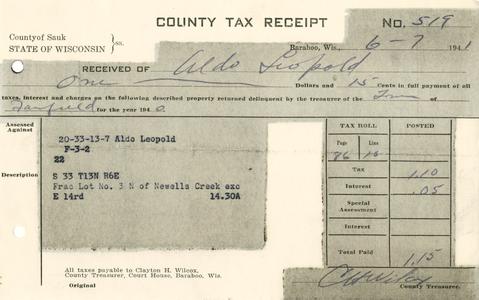 COUNTY TAX RECEIPT No. 519
County of Sauk
STATE OF WISCONSIN } ss.
Baraboo, Wis., 6-7 1941
RECEIVED OF Aldo Leopold
One Dollars and 15 Cents in full payment of all
taxes, interest and charges on the following described property returned delinquent by the treasurer of the Town of
Fairfield for the year 1940.
Assessed Against
20-33-13-7 Aldo Leopold
F-3-2
22
Description
S 33 T13N R6E
Frac Lot No. 3 N of Newells Creek exc
E 14rd 14.30A
TAX ROLL POSTED
Page Line
76
Tax 1.10
Interest .05
Special Assessment
Interest
Total Paid 1.15
All taxes payable to Clayton H. Wilcox,
County Treasurer, Court House, Baraboo, Wis.
Original
CH Wilcox
County Treasurer.